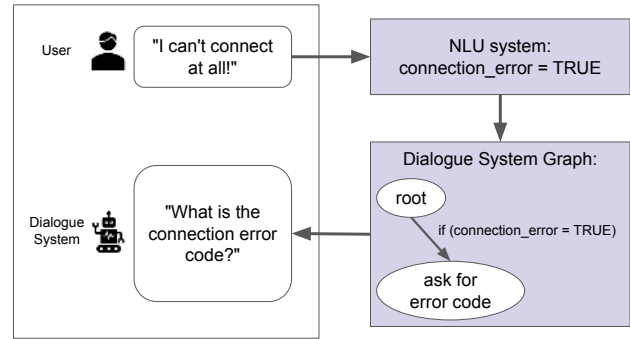 User
"I can't connect
at all!"
NLU system:
connection_error = TRUE
Dialogue System Graph:
root
if (connection_error = TRUE)
ask for
error code
Dialogue
System
"What is the
connection error
code?"